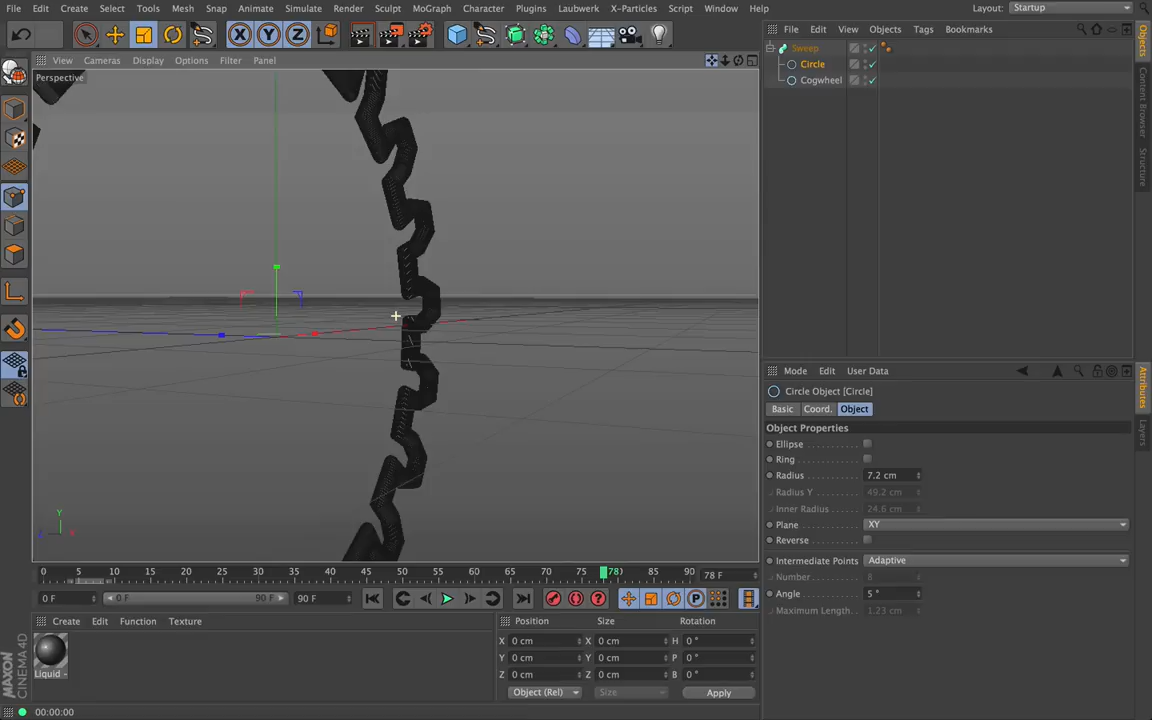 File Edit Create Select Tools Mesh Snap Animate Simulate Render Sculpt MoGraph Character Plugins Laubwerk X-Particles Script Window Help Layout: Startup
X Y Z
File Edit View Objects Tags Bookmarks
View Cameras Display Options Filter Panel
Perspective
Sweep
Circle
Cogwheel
Objects
Content Browser
Structure
Mode Edit User Data
Circle Object [Circle]
Basic Coord. Object
Object Properties
Ellipse
Ring
Radius 7.2 cm
Radius Y 49.2 cm
Inner Radius 24.6 cm
Plane XY
Reverse
Intermediate Points Adaptive
Number 8
Angle 5 °
Maximum Length 1.23 cm
Attributes
Layers
Y
0 5 10 15 20 25 30 35 40 45 50 55 60 65 70 75 78 85 90 78 F
0 F 0 F 90 F 90 F
P
Create Edit Function Texture
Liquid -
Position Size Rotation
X 0 cm X 0 cm H 0 °
Y 0 cm Y 0 cm P 0 °
Z 0 cm Z 0 cm B 0 °
Object (Rel) Size Apply
MAXON
CINEMA 4D
00:00:00